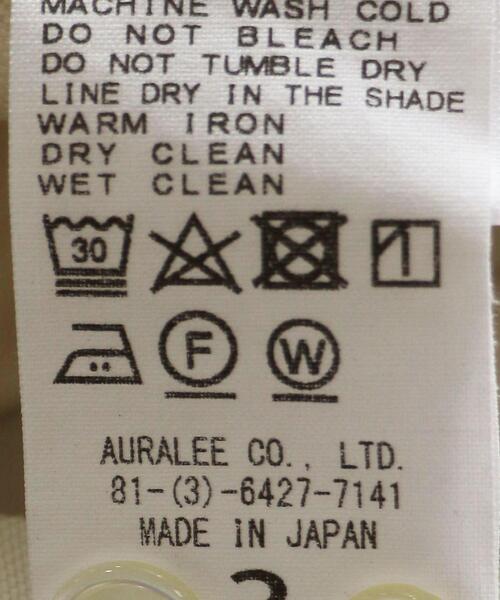 MACHINE WASH COLD
DO NOT BLEACH
DO NOT TUMBLE DRY
LINE DRY IN THE SHADE
WARM IRON
DRY CLEAN
WET CLEAN
30
F W
AURALEE CO., LTD.
81-(3)-6427-7141
MADE iN JAPAN